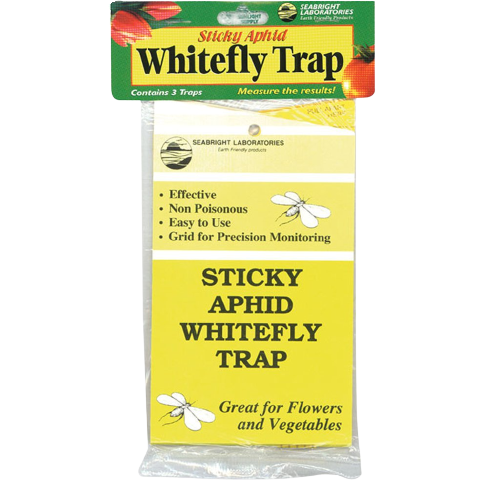 SEABRIGHT
LABORATORIES
Earth Friendly Products
Sticky Aphid
Whitefly Trap
Contains 3 Traps
Measure the results!
SEABRIGHT LABORATORIES
Earth Friendly products
• Effective
• Non Poisonous
• Easy to Use
• Grid for Precision Monitoring
STICKY
APHID
WHITEFLY
TRAP
Great for Flowers
and Vegetables